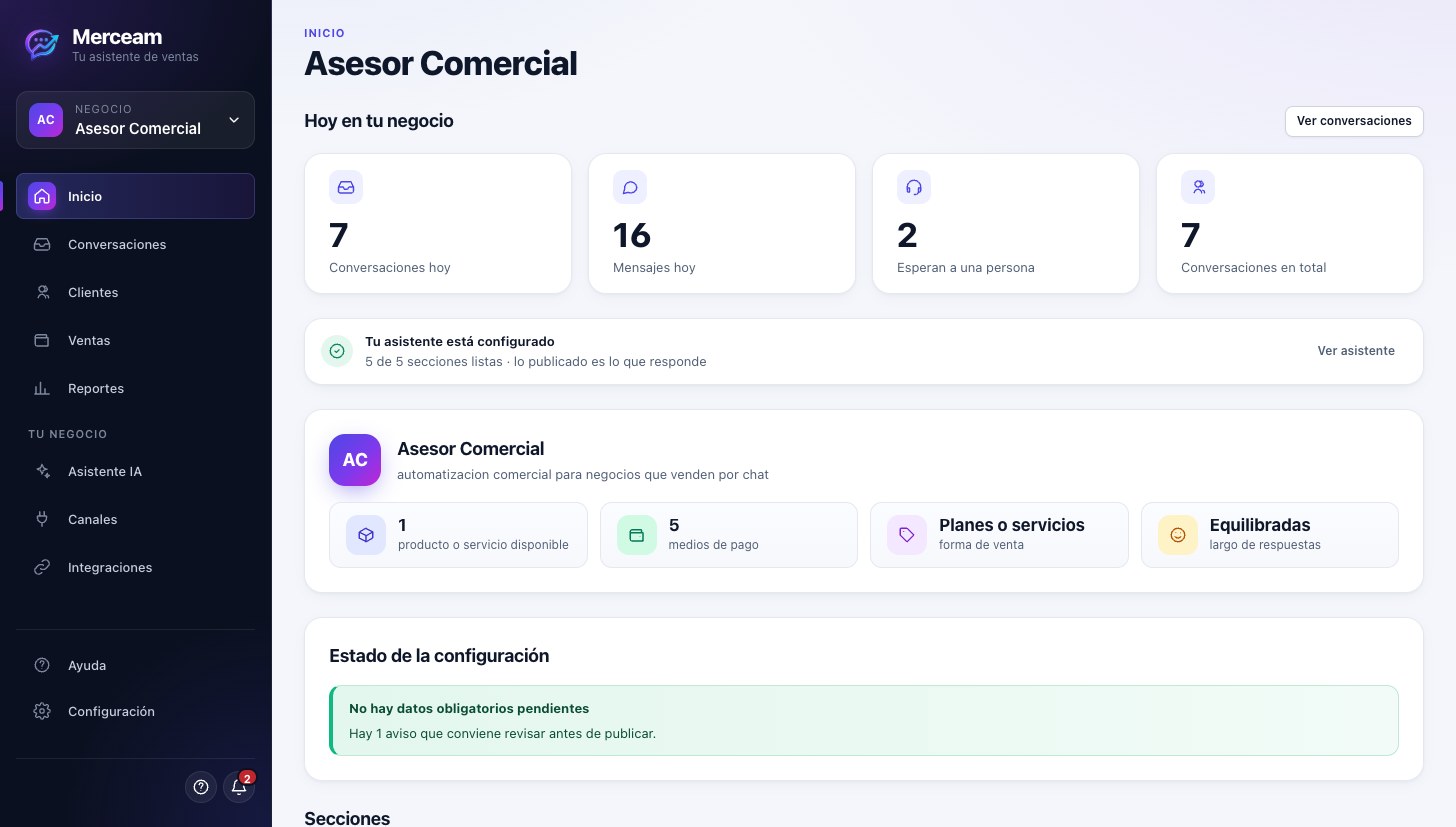 Merceam
Tu asistente de ventas
AC
NEGOCIO
Asesor Comercial
Inicio
Conversaciones
Clientes
Ventas
Reportes
TU NEGOCIO
Asistente IA
Canales
Integraciones
Ayuda
Configuración
2
INICIO
Asesor Comercial
Hoy en tu negocio
Ver conversaciones
7
Conversaciones hoy
16
Mensajes hoy
2
Esperan a una persona
7
Conversaciones en total
Tu asistente está configurado
5 de 5 secciones listas · lo publicado es lo que responde
Ver asistente
AC
Asesor Comercial
automatizacion comercial para negocios que venden por chat
1
producto o servicio disponible
5
medios de pago
Planes o servicios
forma de venta
Equilibradas
largo de respuestas
Estado de la configuración
No hay datos obligatorios pendientes
Hay 1 aviso que conviene revisar antes de publicar.
Secciones